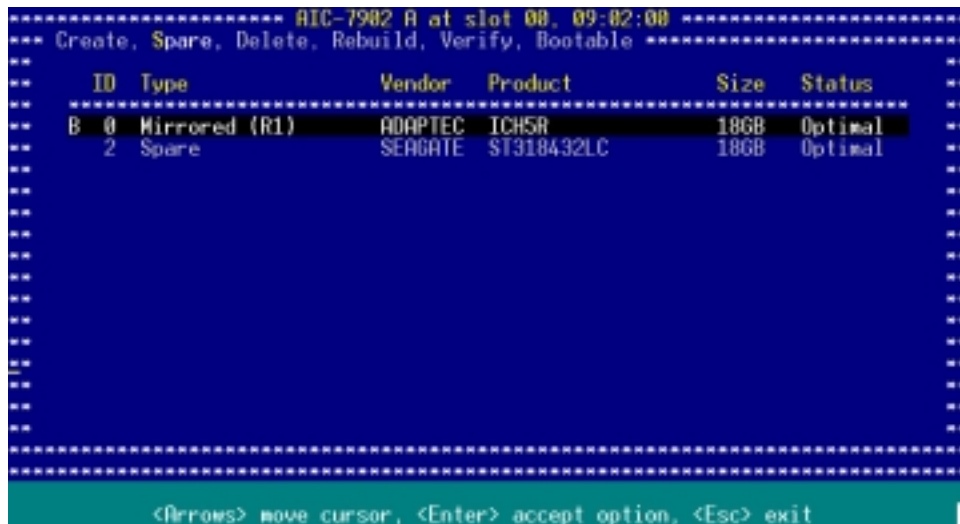 AIC-7902 A at slot 00, 09:02:00
Create, Spare, Delete, Rebuild, Verify, Bootable
ID Type Vendor Product Size Status
B 0 Mirrored (R1) ADAPTEC ICH5R 18GB Optimal
2 Spare SEAGATE ST318432LC 18GB Optimal
<Arrows> move cursor, <Enter> accept option, <Esc> exit